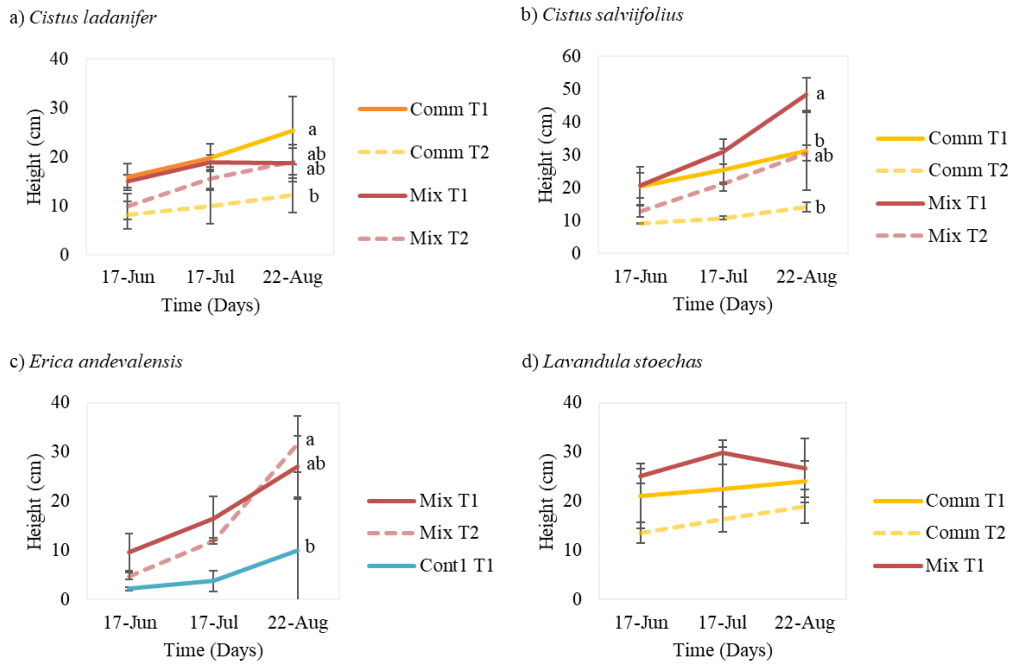 a) Cistus ladanifer
40
30
20
10
0
Height (cm)
17-Jun 17-Jul 22-Aug
Time (Days)
a
ab
ab
b
Comm T1
Comm T2
Mix T1
Mix T2
b) Cistus salviifolius
60
50
40
30
20
10
0
Height (cm)
17-Jun 17-Jul 22-Aug
Time (Days)
a
b
ab
b
Comm T1
Comm T2
Mix T1
Mix T2
c) Erica andevalensis
40
30
20
10
0
Height (cm)
17-Jun 17-Jul 22-Aug
Time (Days)
a
ab
b
Mix T1
Mix T2
Cont1 T1
d) Lavandula stoechas
40
30
20
10
0
Height (cm)
17-Jun 17-Jul 22-Aug
Time (Days)
Comm T1
Comm T2
Mix T1